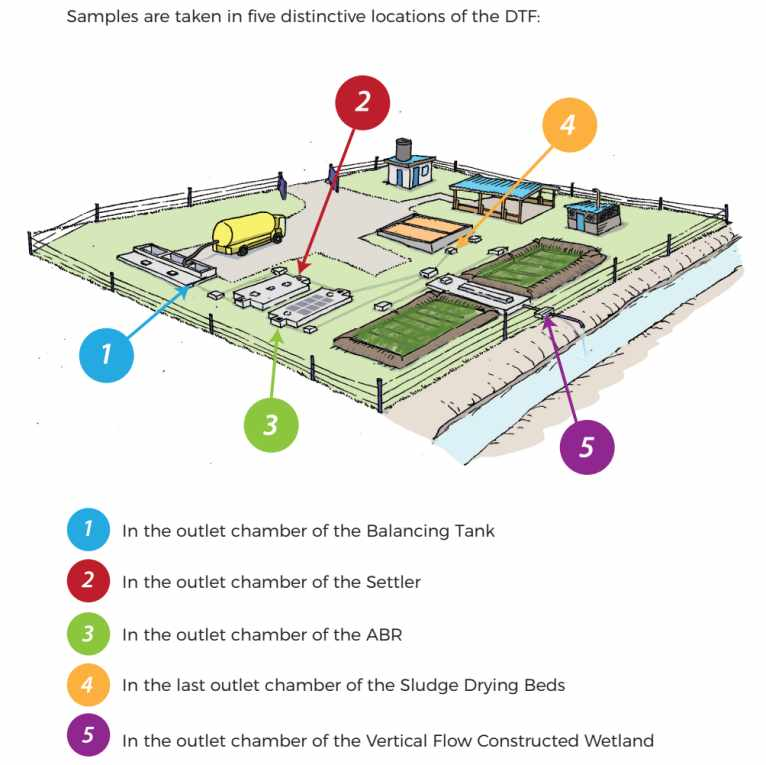 Samples are taken in five distinctive locations of the DTF:
2
4
1
3
5
1 In the outlet chamber of the Balancing Tank
2 In the outlet chamber of the Settler
3 In the outlet chamber of the ABR
4 In the last outlet chamber of the Sludge Drying Beds
5 In the outlet chamber of the Vertical Flow Constructed Wetland